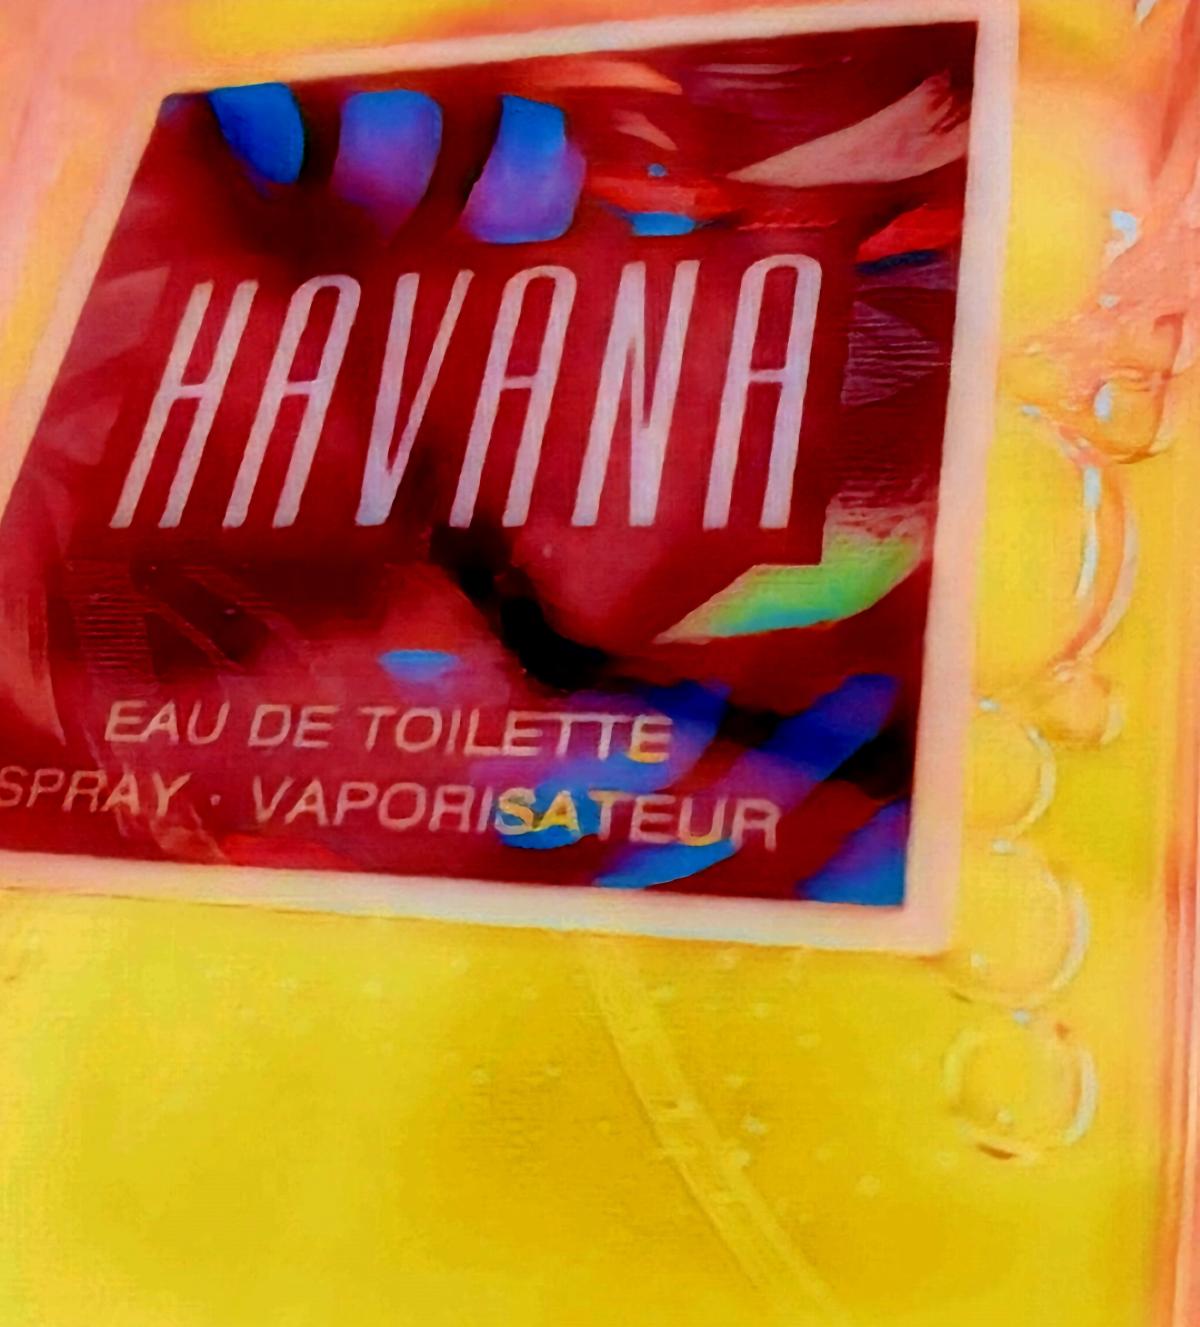 HAVANA
EAU DE TOILETTE
SPRAY · VAPORISATEUR